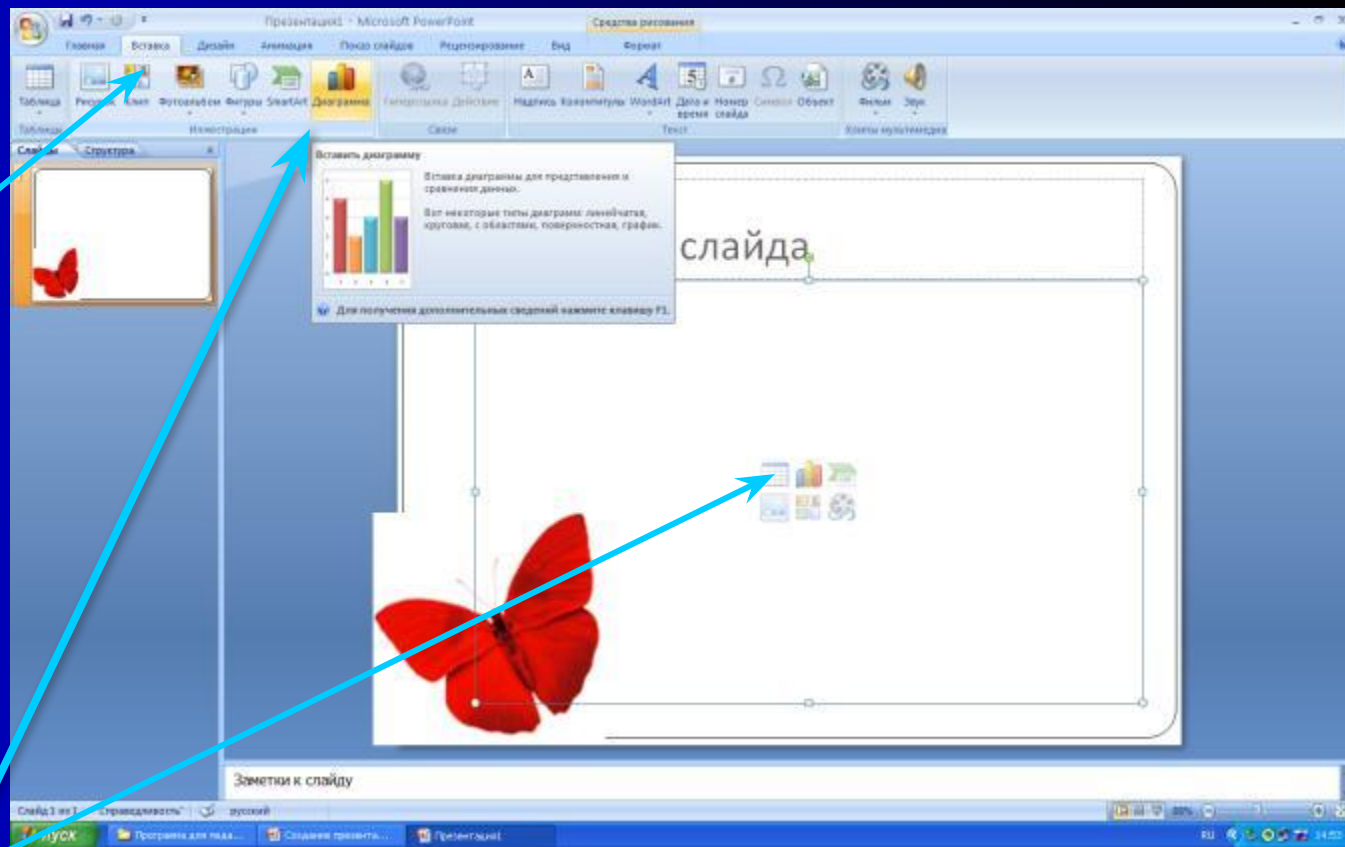 Презентация1 - Microsoft PowerPoint
Средства рисования
Главная Вставка Дизайн Анимация Показ слайдов Рецензирование Вид Формат
Таблица Рисунок Клип Фотоальбом Фигуры SmartArt Диаграмма Гиперссылка Действие Надпись Колонтитулы WordArt Дата и время Номер слайда Символ Объект Фильм Звук
Таблицы Иллюстрации Связи Текст Клипы мультимедиа
Слайды Структура
Вставить диаграмму
Вставка диаграммы для представления и
сравнения данных.
Вот некоторые типы диаграмм: линейчатая,
круговая, с областями, поверхностная, график.
Для получения дополнительных сведений нажмите клавишу F1.
слайда
Заметки к слайду
Слайд 1 из 1 "Справедливость" русский 80%
пуск Программа для педа... Создание презента... Презентация1 RU 14:53